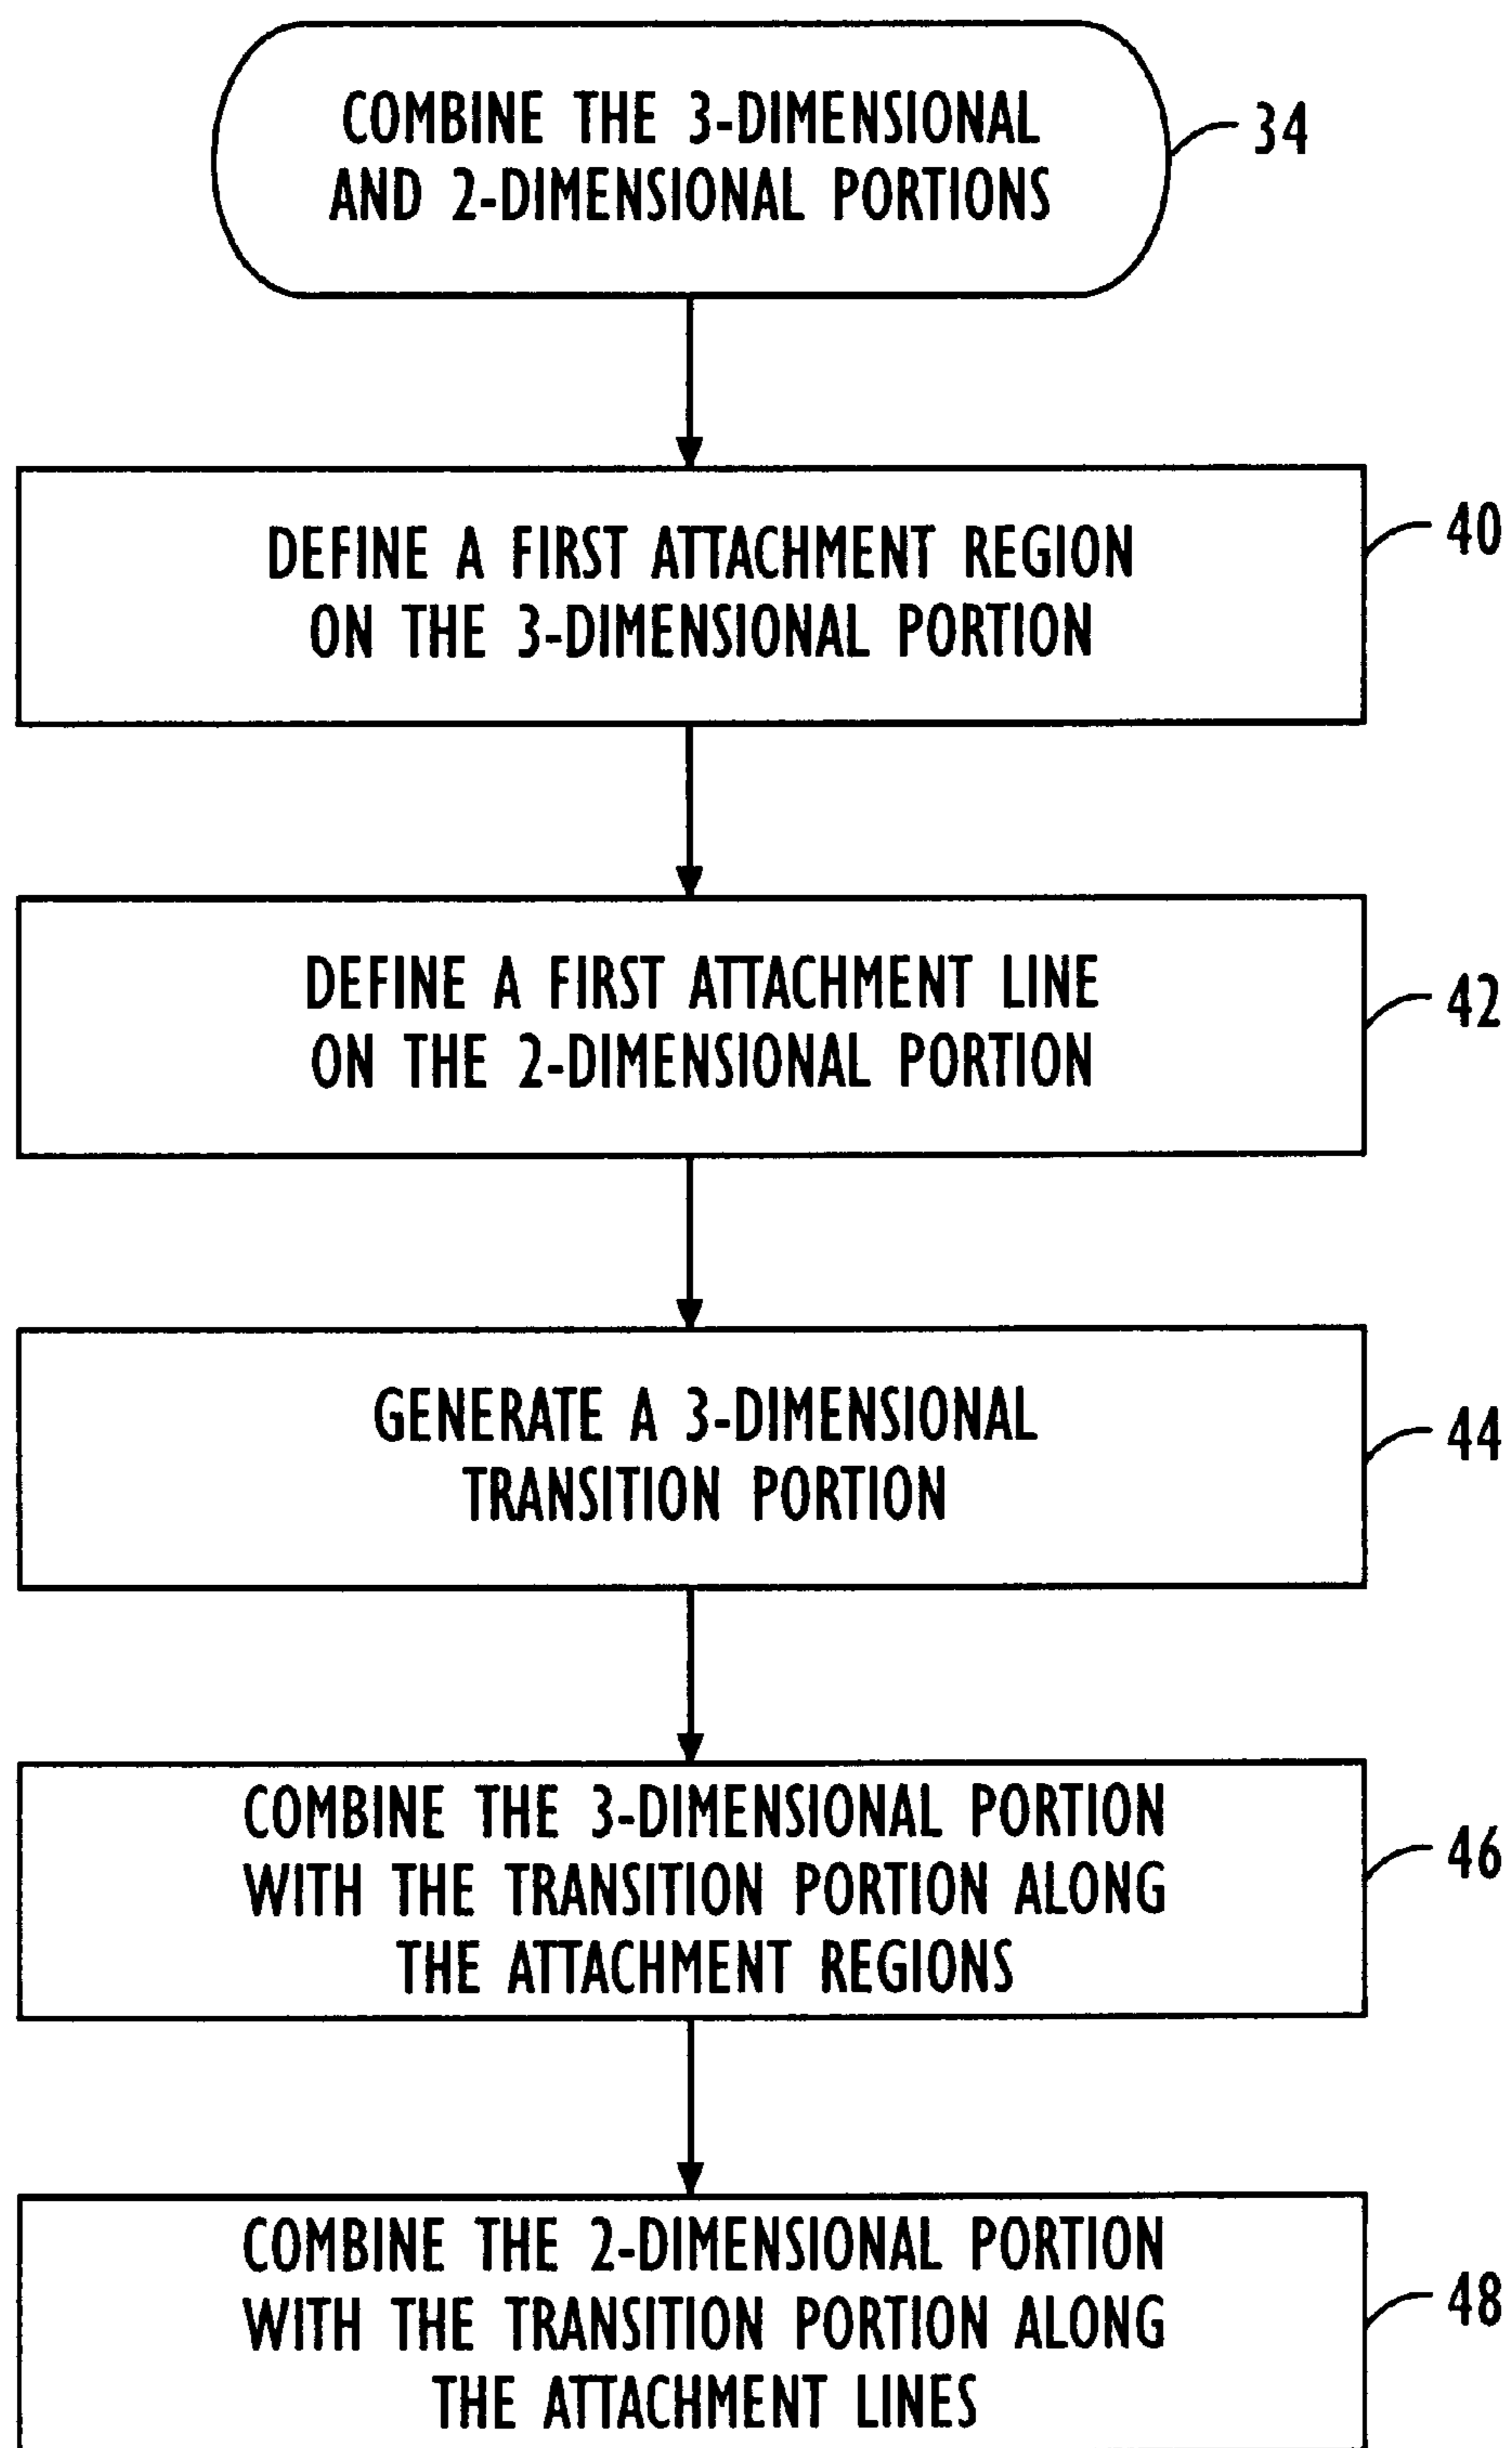 COMBINE THE 3-DIMENSIONAL
AND 2-DIMENSIONAL PORTIONS
34
DEFINE A FIRST ATTACHMENT REGION
ON THE 3-DIMENSIONAL PORTION
40
DEFINE A FIRST ATTACHMENT LINE
ON THE 2-DIMENSIONAL PORTION
42
GENERATE A 3-DIMENSIONAL
TRANSITION PORTION
44
COMBINE THE 3-DIMENSIONAL PORTION
WITH THE TRANSITION PORTION ALONG
THE ATTACHMENT REGIONS
46
COMBINE THE 2-DIMENSIONAL PORTION
WITH THE TRANSITION PORTION ALONG
THE ATTACHMENT LINES
48